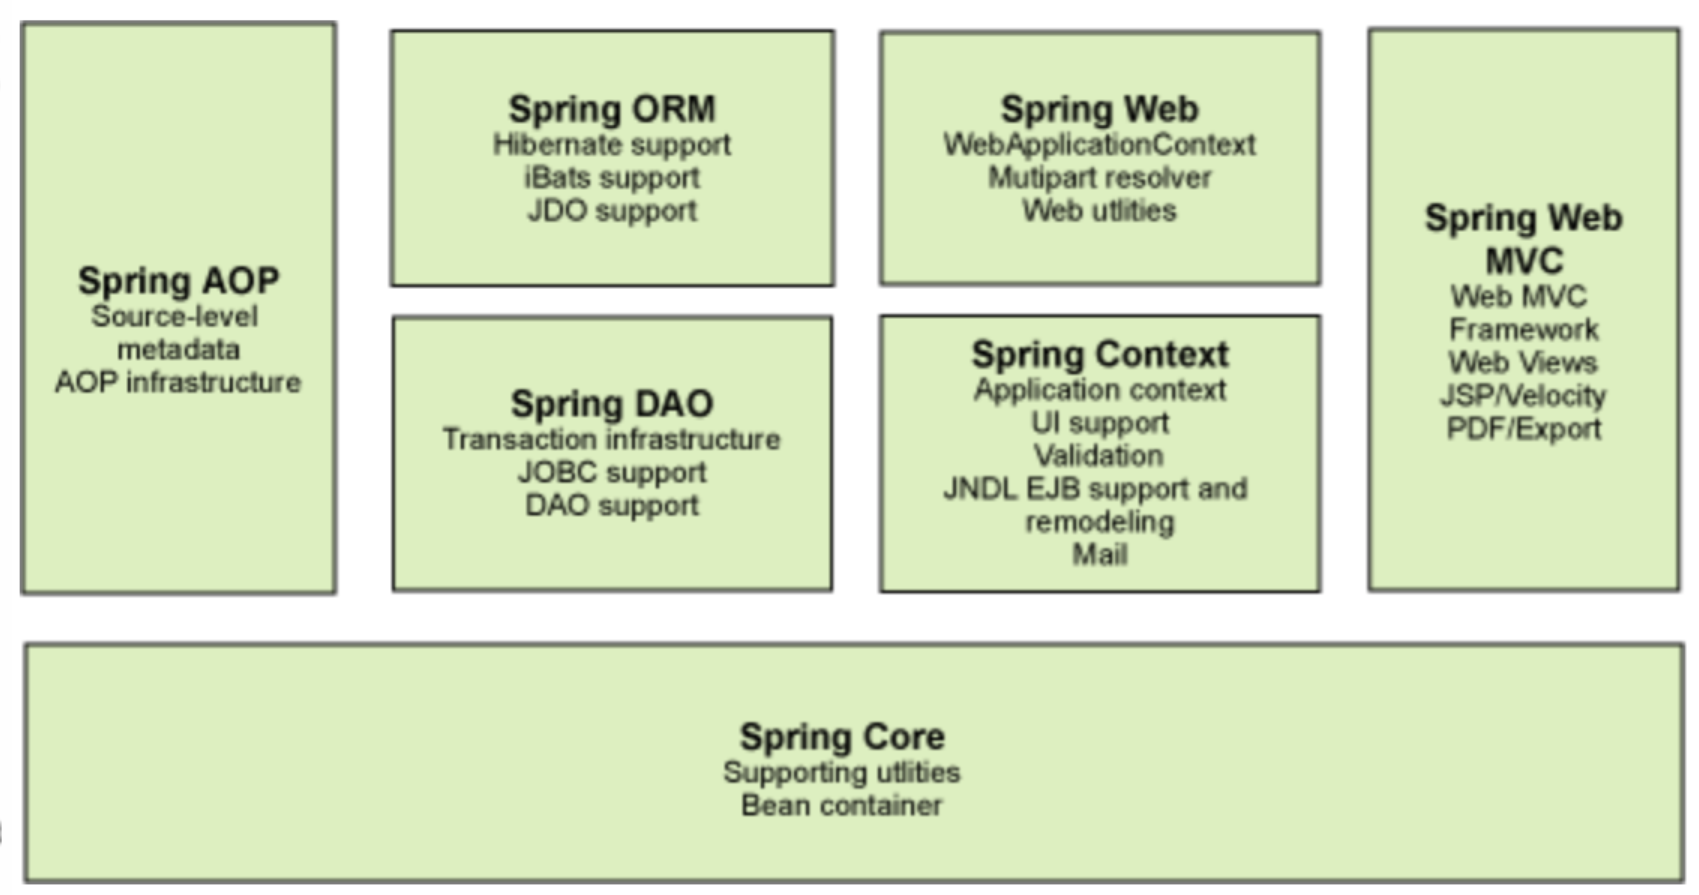 Spring AOP
Source-level
metadata
AOP infrastructure
Spring ORM
Hibernate support
iBats support
JDO support
Spring DAO
Transaction infrastructure
JOBC support
DAO support
Spring Web
WebApplicationContext
Mutipart resolver
Web utlities
Spring Context
Application context
UI support
Validation
JNDL EJB support and
remodeling
Mail
Spring Web
MVC
Web MVC
Framework
Web Views
JSP/Velocity
PDF/Export
Spring Core
Supporting utlities
Bean container